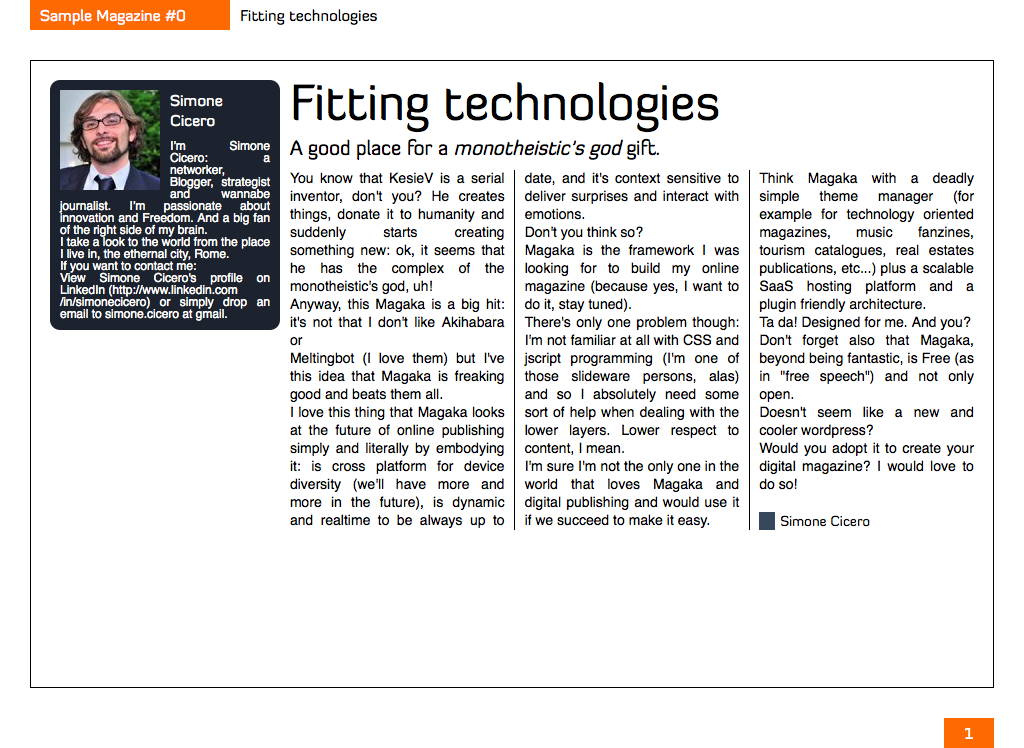 Sample Magazine #0
Fitting technologies
Simone
Cicero
I'm Simone
Cicero: a
networker,
Blogger, strategist
and wannabe
journalist. I'm passionate about
innovation and Freedom. And a big fan
of the right side of my brain.
I take a look to the world from the place
I live in, the ethernal city, Rome.
If you want to contact me:
View Simone Cicero's profile on
LinkedIn (http://www.linkedin.com
/in/simonecicero) or simply drop an
email to simone.cicero at gmail.
Fitting technologies
A good place for a monotheistic's god gift.
You know that KesieV is a serial
inventor, don't you? He creates
things, donate it to humanity and
suddenly starts creating
something new: ok, it seems that
he has the complex of the
monotheistic's god, uh!
Anyway, this Magaka is a big hit:
it's not that I don't like Akihabara
or
Meltingbot (I love them) but I've
this idea that Magaka is freaking
good and beats them all.
I love this thing that Magaka looks
at the future of online publishing
simply and literally by embodying
it: is cross platform for device
diversity (we'll have more and
more in the future), is dynamic
and realtime to be always up to
date, and it's context sensitive to
deliver surprises and interact with
emotions.
Don't you think so?
Magaka is the framework I was
looking for to build my online
magazine (because yes, I want to
do it, stay tuned).
There's only one problem though:
I'm not familiar at all with CSS and
jscript programming (I'm one of
those slideware persons, alas)
and so I absolutely need some
sort of help when dealing with the
lower layers. Lower respect to
content, I mean.
I'm sure I'm not the only one in the
world that loves Magaka and
digital publishing and would use it
if we succeed to make it easy.
Think Magaka with a deadly
simple theme manager (for
example for technology oriented
magazines, music fanzines,
tourism catalogues, real estates
publications, etc...) plus a scalable
SaaS hosting platform and a
plugin friendly architecture.
Ta da! Designed for me. And you?
Don't forget also that Magaka,
beyond being fantastic, is Free (as
in "free speech") and not only
open.
Doesn't seem like a new and
cooler wordpress?
Would you adopt it to create your
digital magazine? I would love to
do so!
Simone Cicero
1